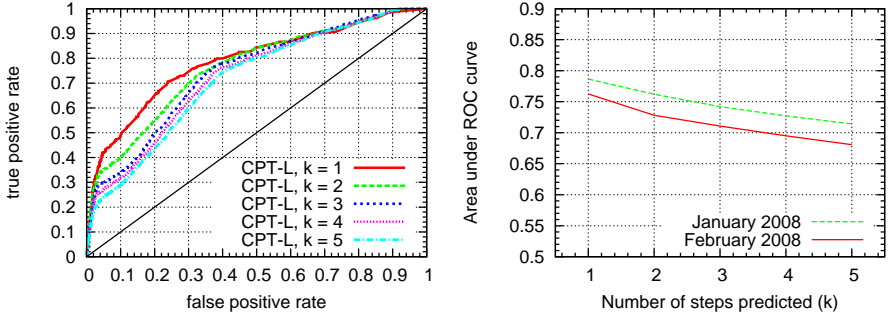 1
0.9
0.8
0.7
0.6
0.5
0.4
0.3
0.2
0.1
0
true positive rate
CPT-L, k = 1
CPT-L, k = 2
CPT-L, k = 3
CPT-L, k = 4
CPT-L, k = 5
0 0.1 0.2 0.3 0.4 0.5 0.6 0.7 0.8 0.9 1
false positive rate
0.9
0.85
0.8
0.75
0.7
0.65
0.6
0.55
0.5
Area under ROC curve
January 2008
February 2008
1 2 3 4 5
Number of steps predicted (k)